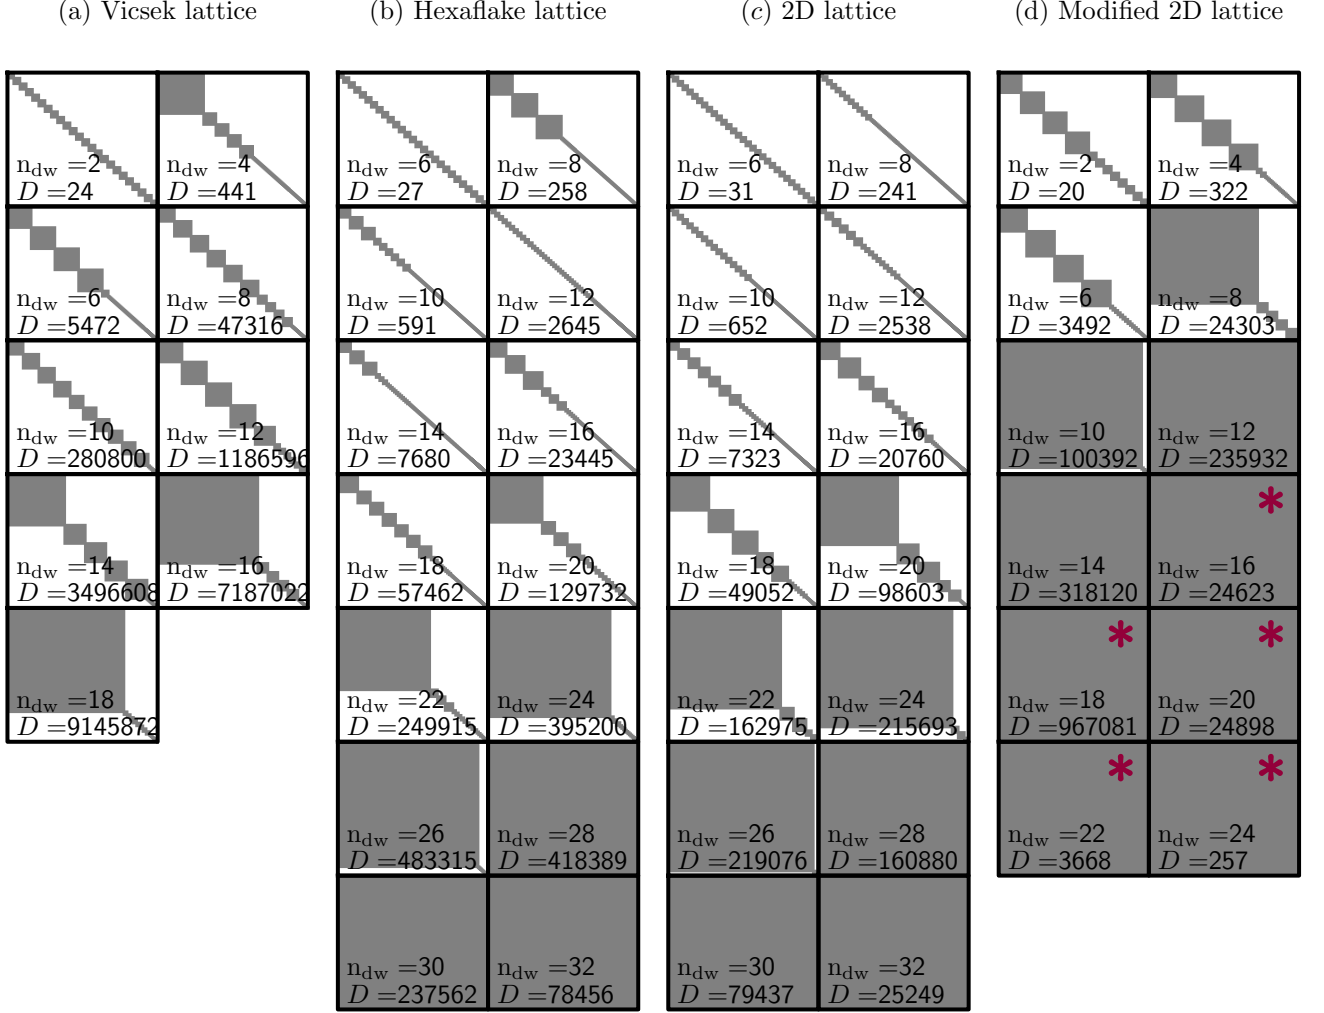 (a) Vicsek lattice
n_dw =2
D =24
n_dw =4
D =441
n_dw =6
D =5472
n_dw =8
D =47316
n_dw =10
D =280800
n_dw =12
D =1186596
n_dw =14
D =3496608
n_dw =16
D =7187022
n_dw =18
D =9145872
(b) Hexaflake lattice
n_dw =6
D =27
n_dw =8
D =258
n_dw =10
D =591
n_dw =12
D =2645
n_dw =14
D =7680
n_dw =16
D =23445
n_dw =18
D =57462
n_dw =20
D =129732
n_dw =22
D =249915
n_dw =24
D =395200
n_dw =26
D =483315
n_dw =28
D =418389
n_dw =30
D =237562
n_dw =32
D =78456
(c) 2D lattice
n_dw =6
D =31
n_dw =8
D =241
n_dw =10
D =652
n_dw =12
D =2538
n_dw =14
D =7323
n_dw =16
D =20760
n_dw =18
D =49052
n_dw =20
D =98603
n_dw =22
D =162975
n_dw =24
D =215693
n_dw =26
D =219076
n_dw =28
D =160880
n_dw =30
D =79437
n_dw =32
D =25249
(d) Modified 2D lattice
n_dw =2
D =20
n_dw =4
D =322
n_dw =6
D =3492
n_dw =8
D =24303
n_dw =10
D =100392
n_dw =12
D =235932
n_dw =14
D =318120
*
n_dw =16
D =24623
*
n_dw =18
D =967081
*
n_dw =20
D =24898
*
n_dw =22
D =3668
*
n_dw =24
D =257